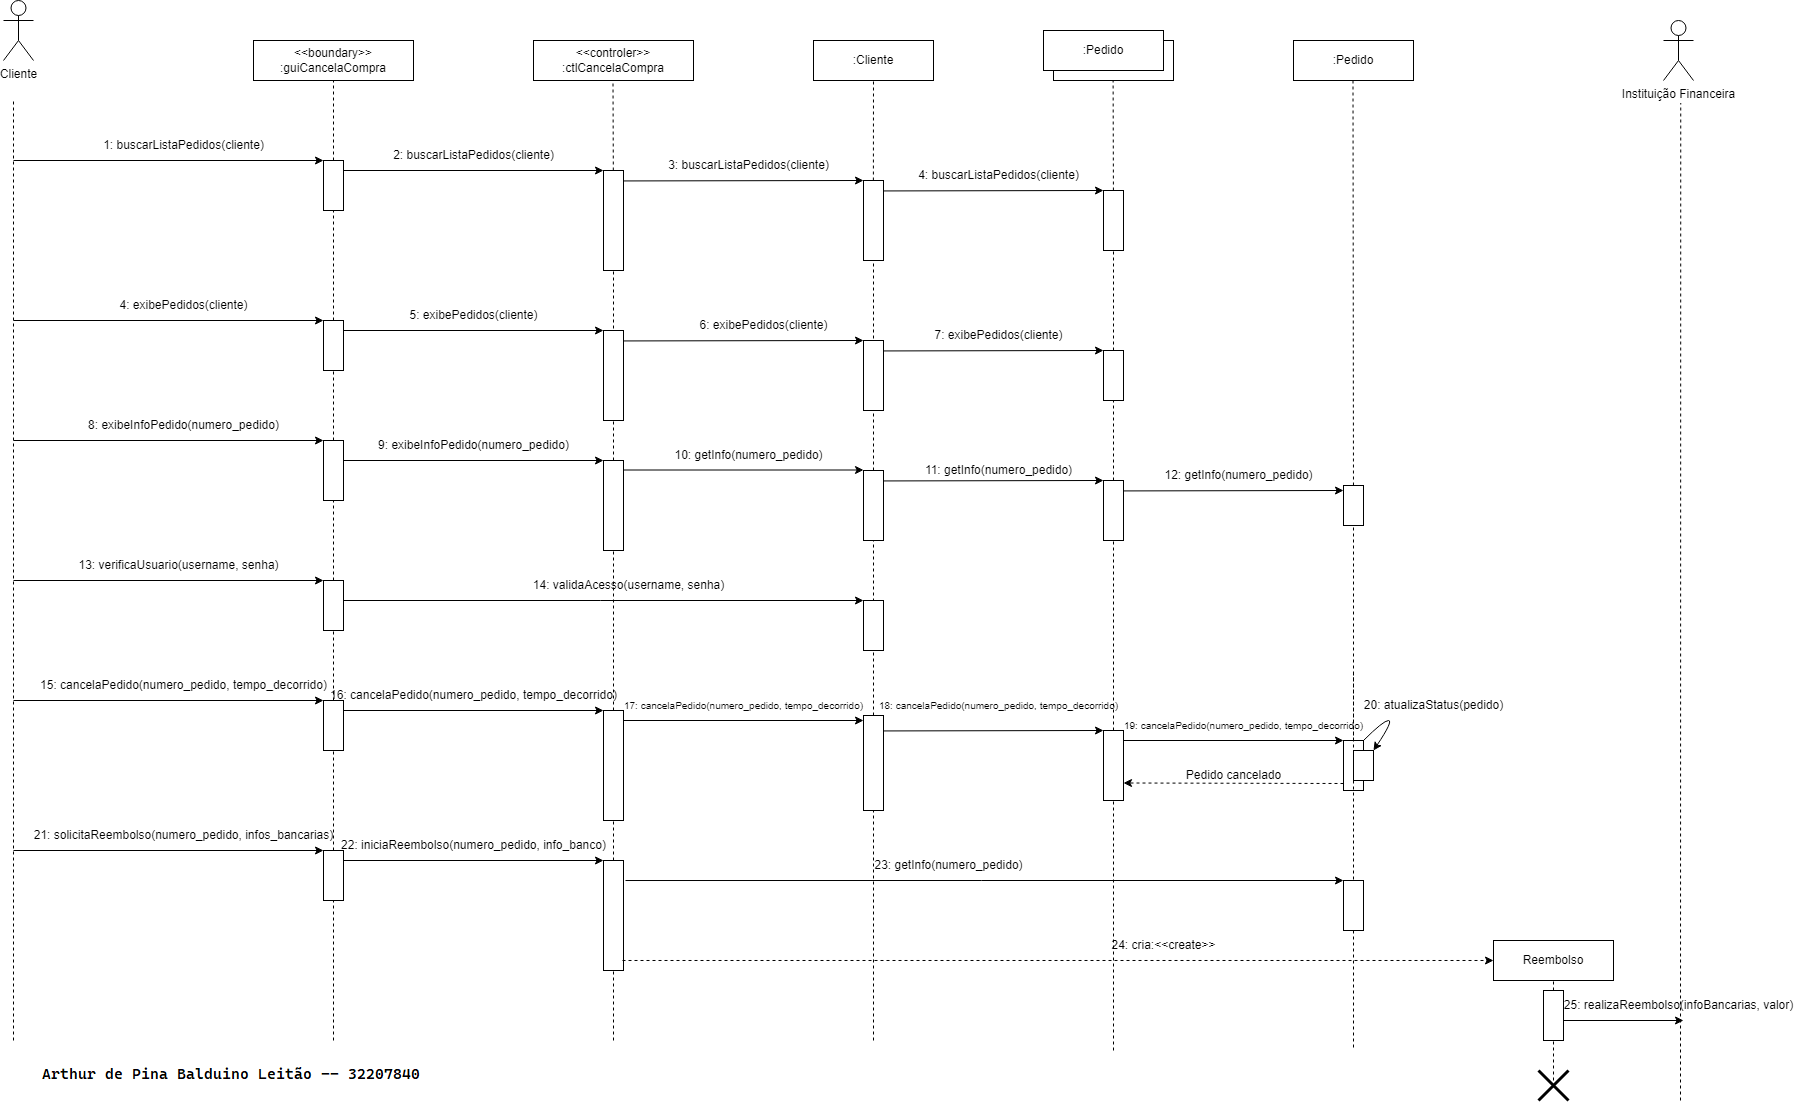 Cliente
<<boundary>>
:guiCancelaCompra
<<controler>>
:ctlCancelaCompra
:Cliente
:Pedido
:Pedido
Instituição Financeira
1: buscarListaPedidos(cliente)
2: buscarListaPedidos(cliente)
3: buscarListaPedidos(cliente)
4: buscarListaPedidos(cliente)
4: exibePedidos(cliente)
5: exibePedidos(cliente)
6: exibePedidos(cliente)
7: exibePedidos(cliente)
8: exibeInfoPedido(numero_pedido)
9: exibeInfoPedido(numero_pedido)
10: getInfo(numero_pedido)
11: getInfo(numero_pedido)
12: getInfo(numero_pedido)
13: verificaUsuario(username, senha)
14: validaAcesso(username, senha)
15: cancelaPedido(numero_pedido, tempo_decorrido)
16: cancelaPedido(numero_pedido, tempo_decorrido)
17: cancelaPedido(numero_pedido, tempo_decorrido)
18: cancelaPedido(numero_pedido, tempo_decorrido)
19: cancelaPedido(numero_pedido, tempo_decorrido)
20: atualizaStatus(pedido)
Pedido cancelado
21: solicitaReembolso(numero_pedido, infos_bancarias)
22: iniciaReembolso(numero_pedido, info_banco)
23: getInfo(numero_pedido)
24: cria:<<create>>
Reembolso
25: realizaReembolso(infoBancarias, valor)
Arthur de Pina Balduino Leitão -- 32207840